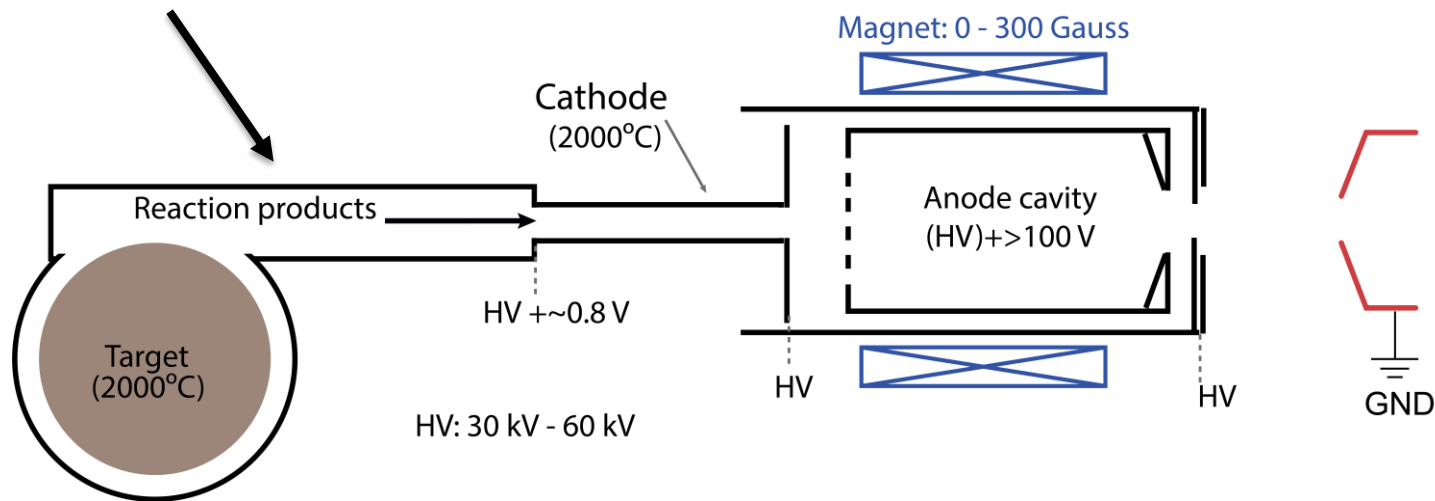 Magnet: 0 - 300 Gauss
Cathode
(2000°C)
Reaction products
Anode cavity
(HV)+>100 V
HV +~0.8 V
Target
(2000°C)
HV
HV
GND
HV: 30 kV - 60 kV